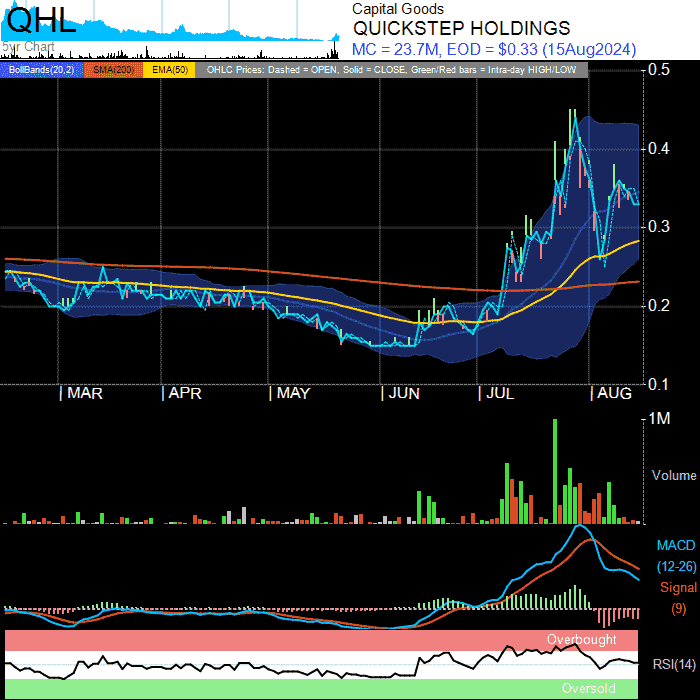 QHL
5yr Chart
Capital Goods
QUICKSTEP HOLDINGS
MC = 23.7M, EOD = $0.33 (15Aug2024)
BollBands(20,2) SMA(200) EMA(50) OHLC Prices: Dashed = OPEN, Solid = CLOSE, Green/Red bars = Intra-day HIGH/LOW
0.5
0.4
0.3
0.2
0.1
MAR APR MAY JUN JUL AUG
1M
Volume
MACD
(12-26)
Signal
(9)
Overbought
RSI(14)
Oversold